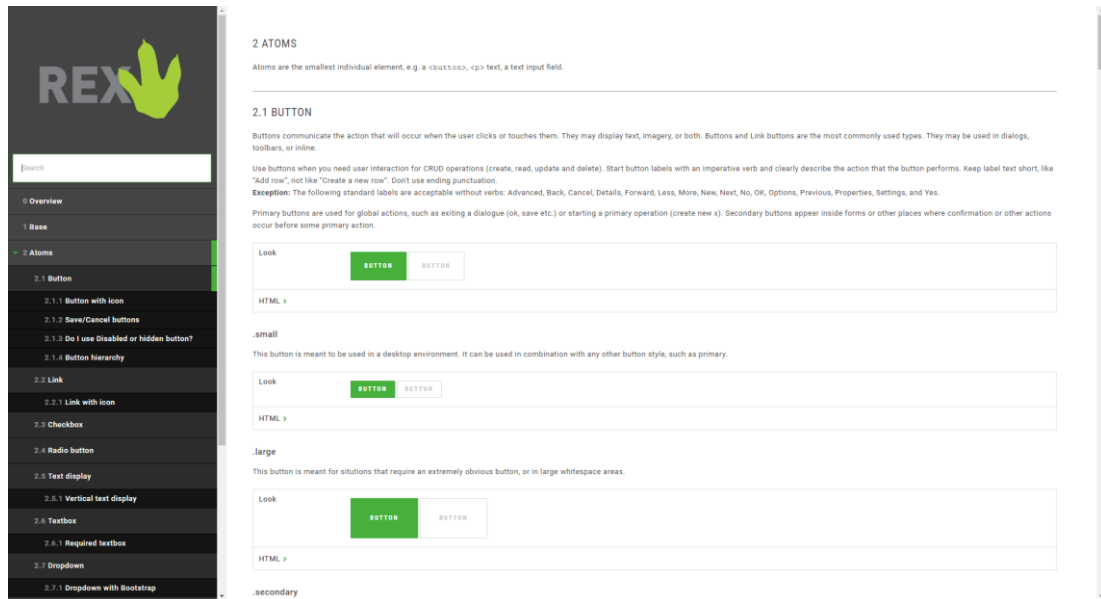 REX
Search
0 Overview
1 Base
2 Atoms
2.1 Button
2.1.1 Button with icon
2.1.2 Save/Cancel buttons
2.1.3 Do I use Disabled or hidden button?
2.1.4 Button hierarchy
2.2 Link
2.2.1 Link with icon
2.3 Checkbox
2.4 Radio button
2.5 Text display
2.5.1 Vertical text display
2.6 Textbox
2.6.1 Required textbox
2.7 Dropdown
2.7.1 Dropdown with Bootstrap
2 ATOMS
Atoms are the smallest individual element, e.g. a <button>, <p> text, a text input field.
2.1 BUTTON
Buttons communicate the action that will occur when the user clicks or touches them. They may display text, imagery, or both. Buttons and Link buttons are the most commonly used types. They may be used in dialogs,
toolbars, or inline.
Use buttons when you need user interaction for CRUD operations (create, read, update and delete). Start button labels with an imperative verb and clearly describe the action that the button performs. Keep label text short, like
"Add row", not like "Create a new row". Don't use ending punctuation.
Exception: The following standard labels are acceptable without verbs: Advanced, Back, Cancel, Details, Forward, Less, More, New, Next, No, OK, Options, Previous, Properties, Settings, and Yes.
Primary buttons are used for global actions, such as exiting a dialogue (ok, save etc.) or starting a primary operation (create new x). Secondary buttons appear inside forms or other places where confirmation or other actions
occur before some primary action.
Look
BUTTON BUTTON
HTML >
.small
This button is meant to be used in a desktop environment. It can be used in combination with any other button style, such as primary.
Look
BUTTON BUTTON
HTML >
.large
This button is meant for situtions that require an extremely obvious button, or in large whitespace areas.
Look
BUTTON BUTTON
HTML >
.secondary